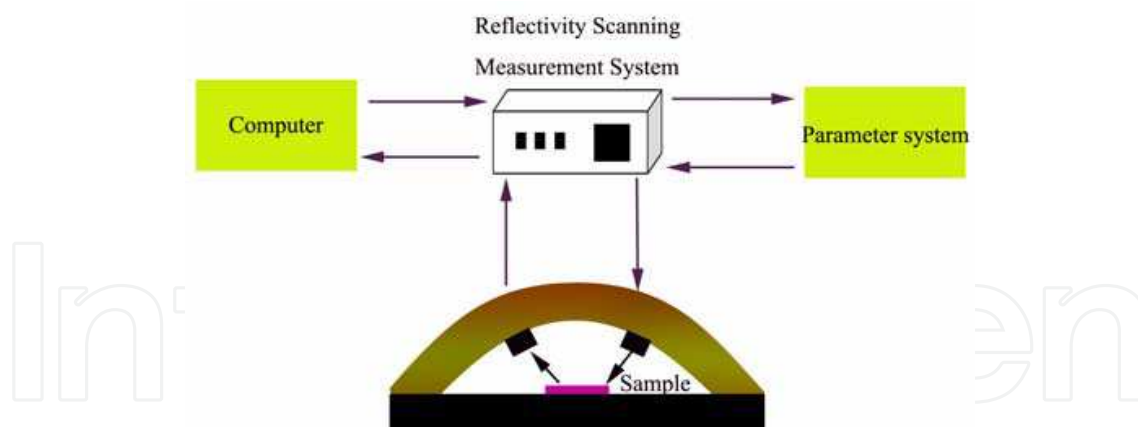 Reflectivity Scanning
Measurement System
Computer
Parameter system
Sample